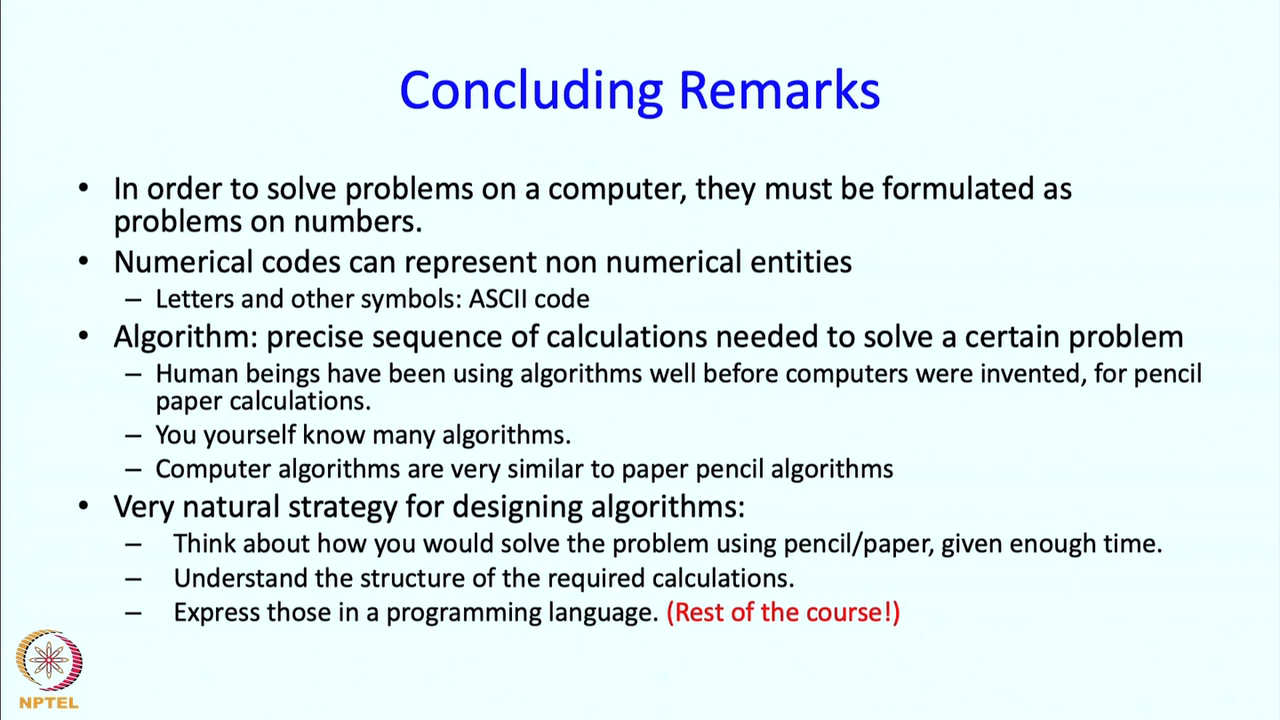 Concluding Remarks
• In order to solve problems on a computer, they must be formulated as
problems on numbers.
• Numerical codes can represent non numerical entities
– Letters and other symbols: ASCII code
• Algorithm: precise sequence of calculations needed to solve a certain problem
– Human beings have been using algorithms well before computers were invented, for pencil
paper calculations.
– You yourself know many algorithms.
– Computer algorithms are very similar to paper pencil algorithms
• Very natural strategy for designing algorithms:
– Think about how you would solve the problem using pencil/paper, given enough time.
– Understand the structure of the required calculations.
– Express those in a programming language. (Rest of the course!)
NPTEL